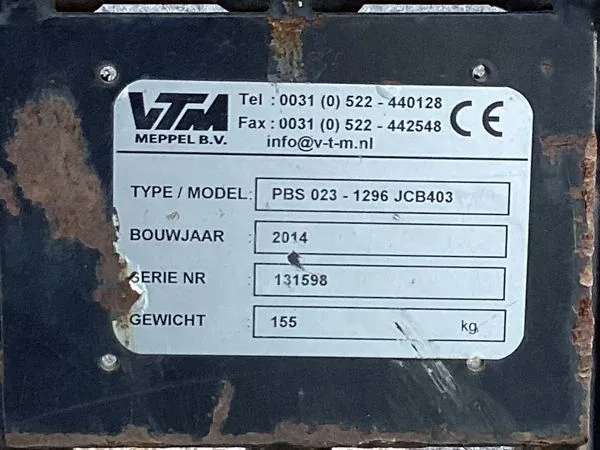 VTM
MEPPEL B.V.
Tel : 0031 (0) 522 - 440128
Fax : 0031 (0) 522 - 442548
info@v-t-m.nl
CE
TYPE / MODEL: PBS 023 - 1296 JCB403
BOUWJAAR : 2014
SERIE NR : 131598
GEWICHT : 155 kg